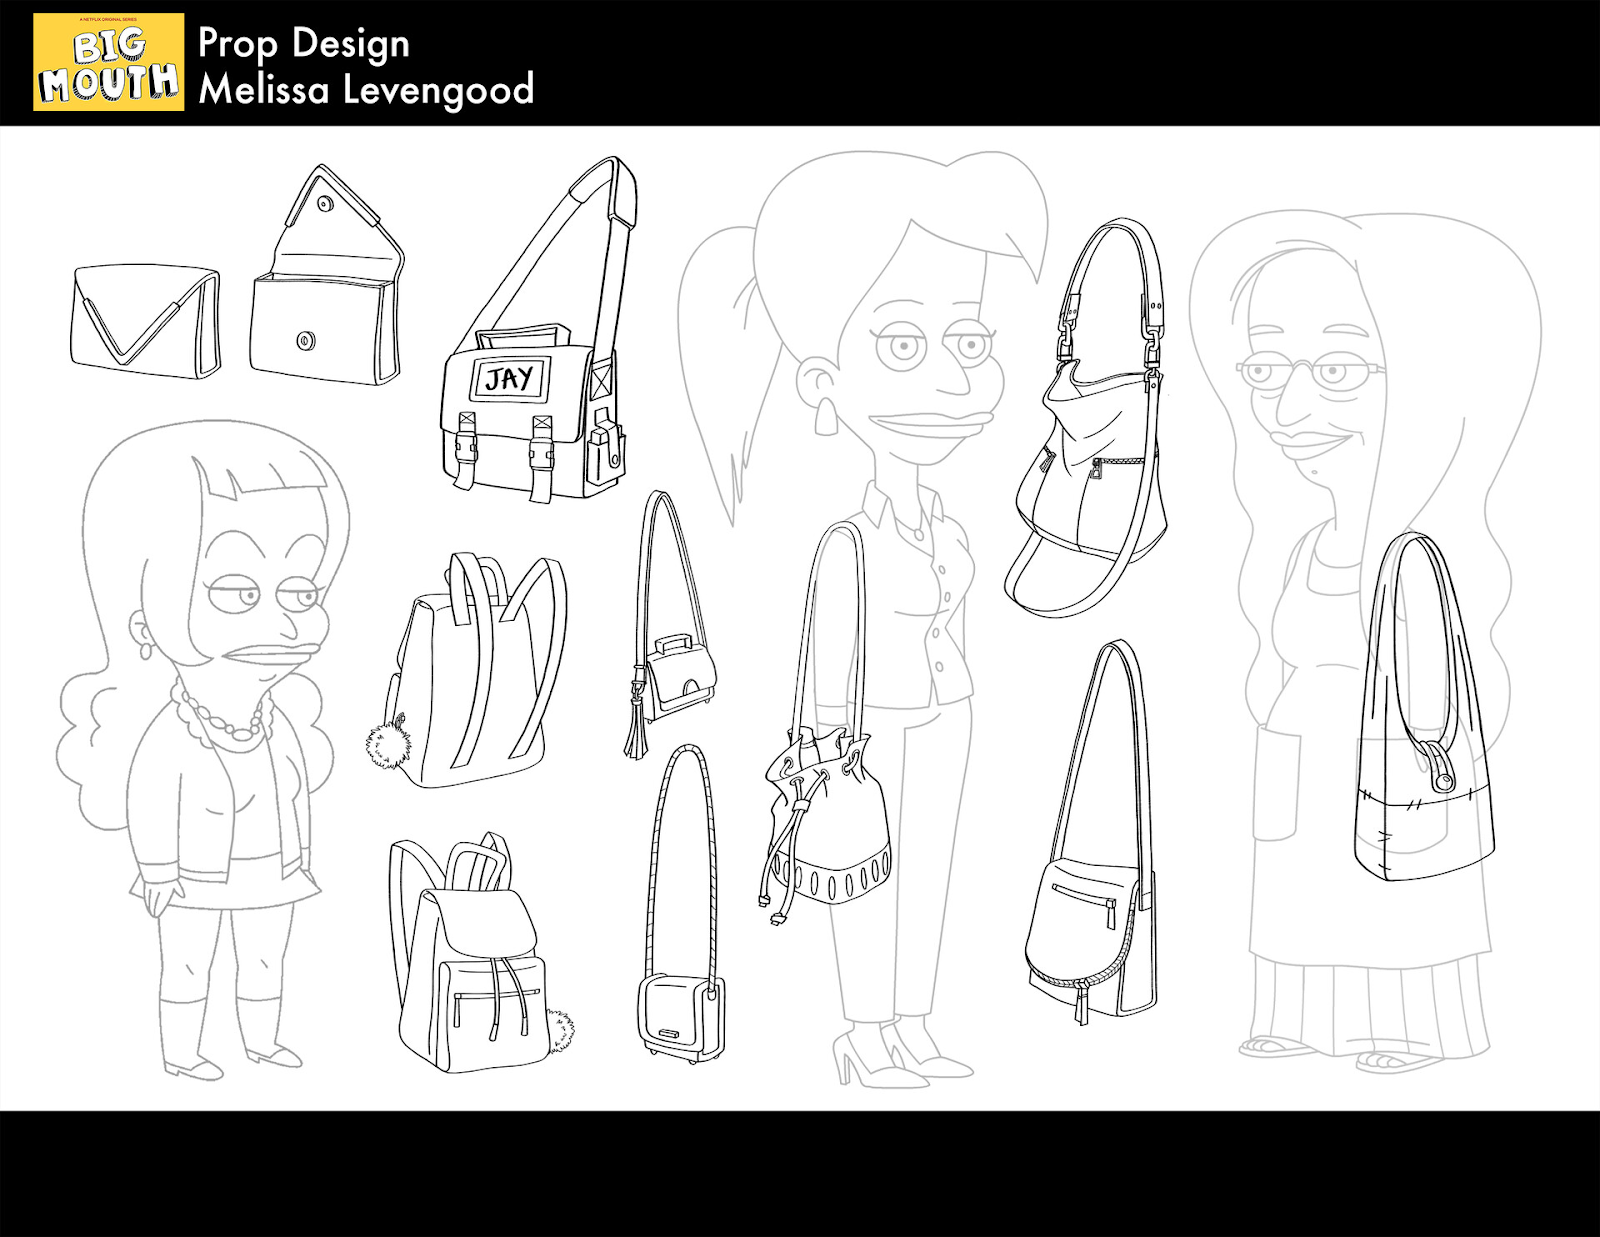 A NETFLIX ORIGINAL SERIES
BIG
MOUTH
Prop Design
Melissa Levengood
JAY